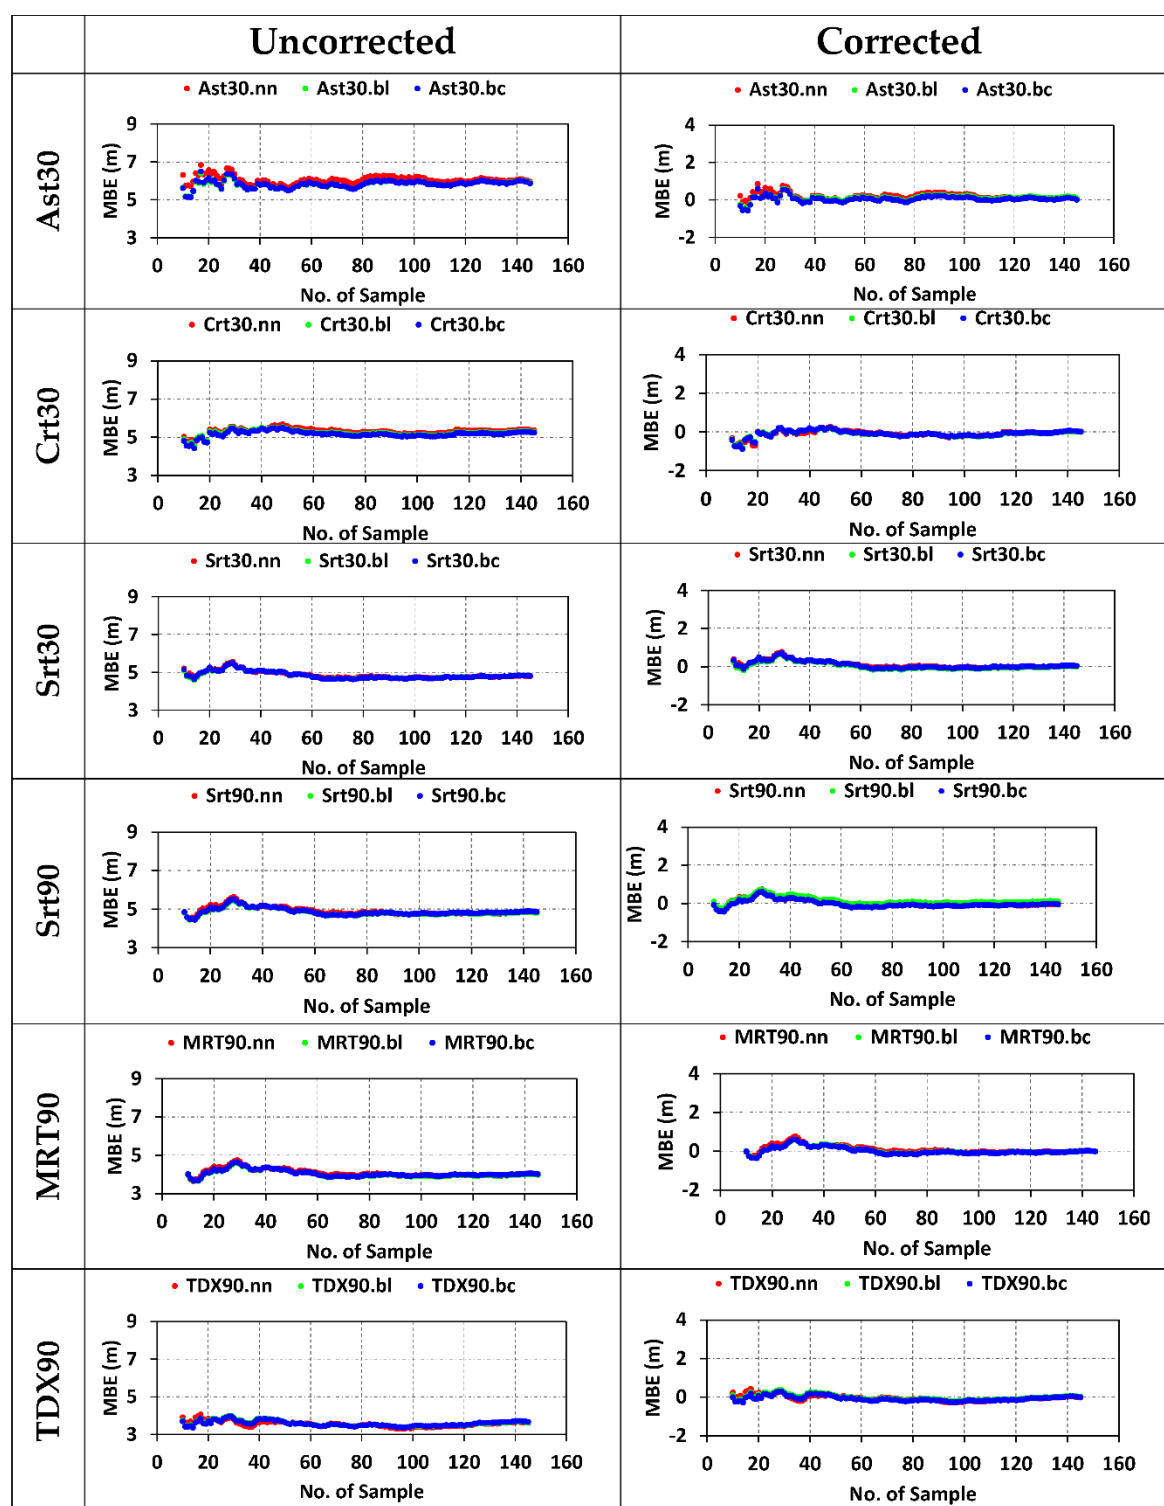 Uncorrected Corrected
Ast30
Ast30.nn Ast30.bl Ast30.bc
MBE (m)
9
7
5
3
0 20 40 60 80 100 120 140 160
No. of Sample
Ast30.nn Ast30.bl Ast30.bc
MBE (m)
4
2
0
-2
0 20 40 60 80 100 120 140 160
No. of Sample
Crt30
Crt30.nn Crt30.bl Crt30.bc
MBE (m)
9
7
5
3
0 20 40 60 80 100 120 140 160
No. of Sample
Crt30.nn Crt30.bl Crt30.bc
MBE (m)
4
2
0
-2
0 20 40 60 80 100 120 140 160
No. of Sample
Srt30
Srt30.nn Srt30.bl Srt30.bc
MBE (m)
9
7
5
3
0 20 40 60 80 100 120 140 160
No. of Sample
Srt30.nn Srt30.bl Srt30.bc
MBE (m)
4
2
0
-2
0 20 40 60 80 100 120 140 160
No. of Sample
Srt90
Srt90.nn Srt90.bl Srt90.bc
MBE (m)
9
7
5
3
0 20 40 60 80 100 120 140 160
No. of Sample
Srt90.nn Srt90.bl Srt90.bc
MBE (m)
4
2
0
-2
0 20 40 60 80 100 120 140 160
No. of Sample
MRT90
MRT90.nn MRT90.bl MRT90.bc
MBE (m)
9
7
5
3
0 20 40 60 80 100 120 140 160
No. of Sample
MRT90.nn MRT90.bl MRT90.bc
MBE (m)
4
2
0
-2
0 20 40 60 80 100 120 140 160
No. of Sample
TDX90
TDX90.nn TDX90.bl TDX90.bc
MBE (m)
9
7
5
3
0 20 40 60 80 100 120 140 160
No. of Sample
TDX90.nn TDX90.bl TDX90.bc
MBE (m)
4
2
0
-2
0 20 40 60 80 100 120 140 160
No. of Sample